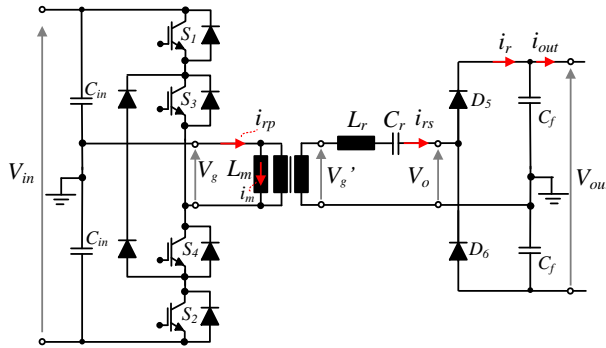 S1
Cin
S3
irp
Vg
Lm
im
Vin
Cin
S4
S2
Lr
Cr
irs
Vg’
Vo
ir
iout
D5
Cf
Vou
D6
Cf